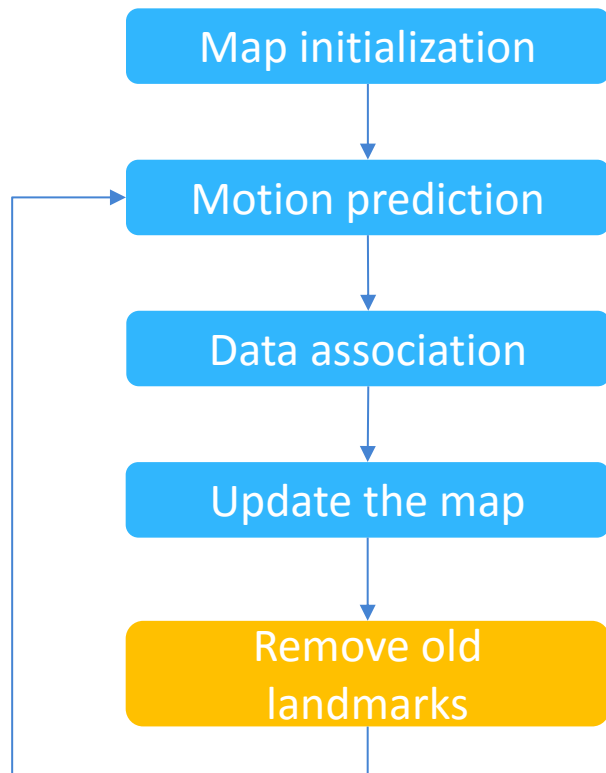 Map initialization
Motion prediction
Data association
Update the map
Remove old
landmarks